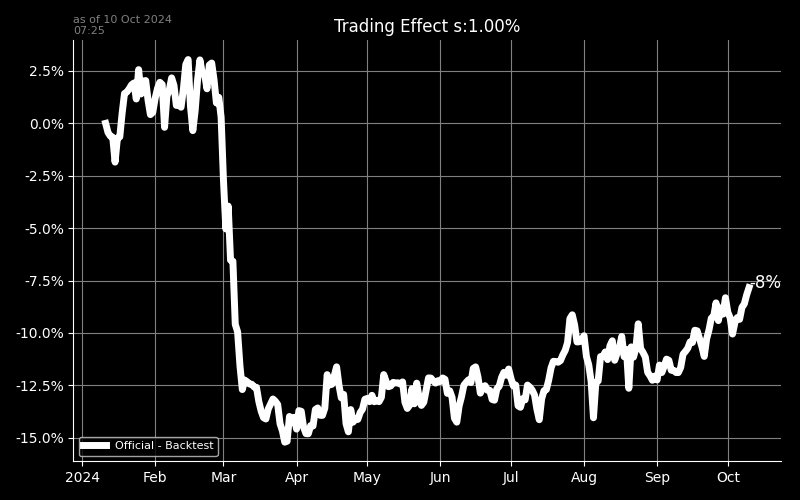 as of 10 Oct 2024
07:25
Trading Effect s:1.00%
2.5%
0.0%
-2.5%
-5.0%
-7.5%
-8%
-10.0%
-12.5%
-15.0%
Official - Backtest
2024 Feb Mar Apr May Jun Jul Aug Sep Oct